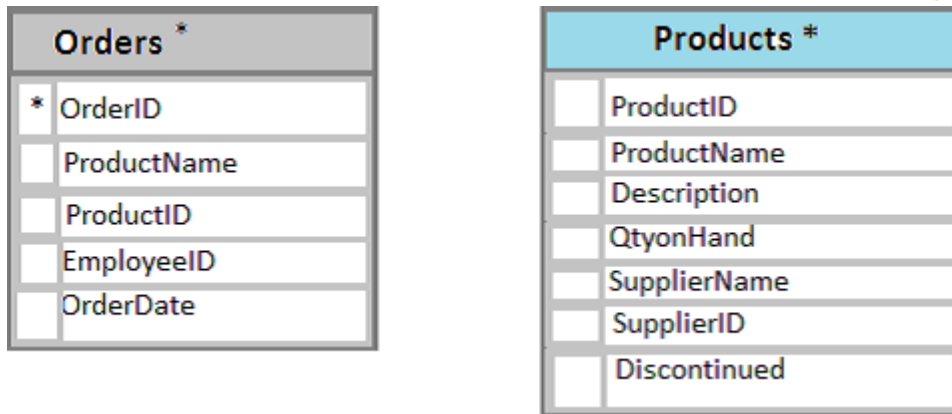 Orders *
* OrderID
ProductName
ProductID
EmployeeID
OrderDate
Products *
ProductID
ProductName
Description
QtyonHand
SupplierName
SupplierID
Discontinued